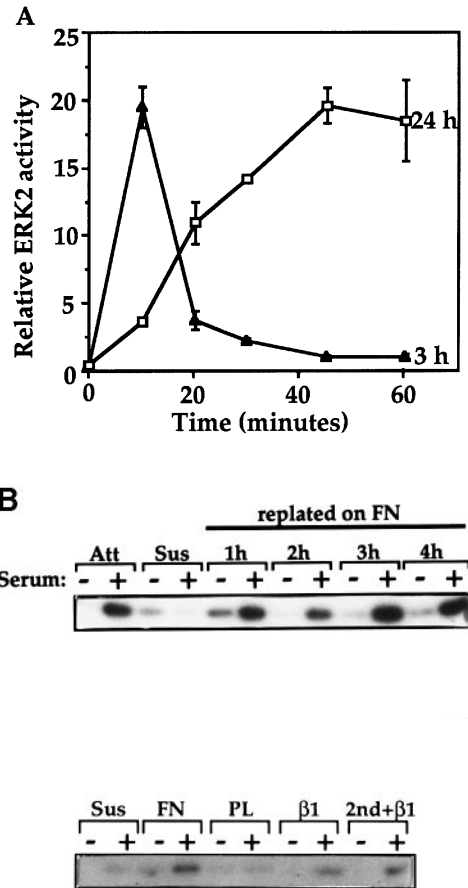 A
25
20
15
10
5
0
Relative ERK2 activity
24 h
3 h
0 20 40 60
Time (minutes)
B
replated on FN
Att Sus 1h 2h 3h 4h
Serum: - + - + - + - + - + - +
Sus FN PL β1 2nd+β1
- + - + - + - + - +